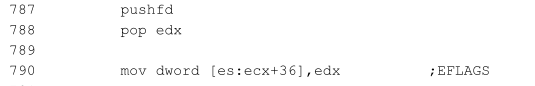 787 pushfd
788 pop edx
789
790 mov dword [es:ecx+36],edx ;EFLAGS